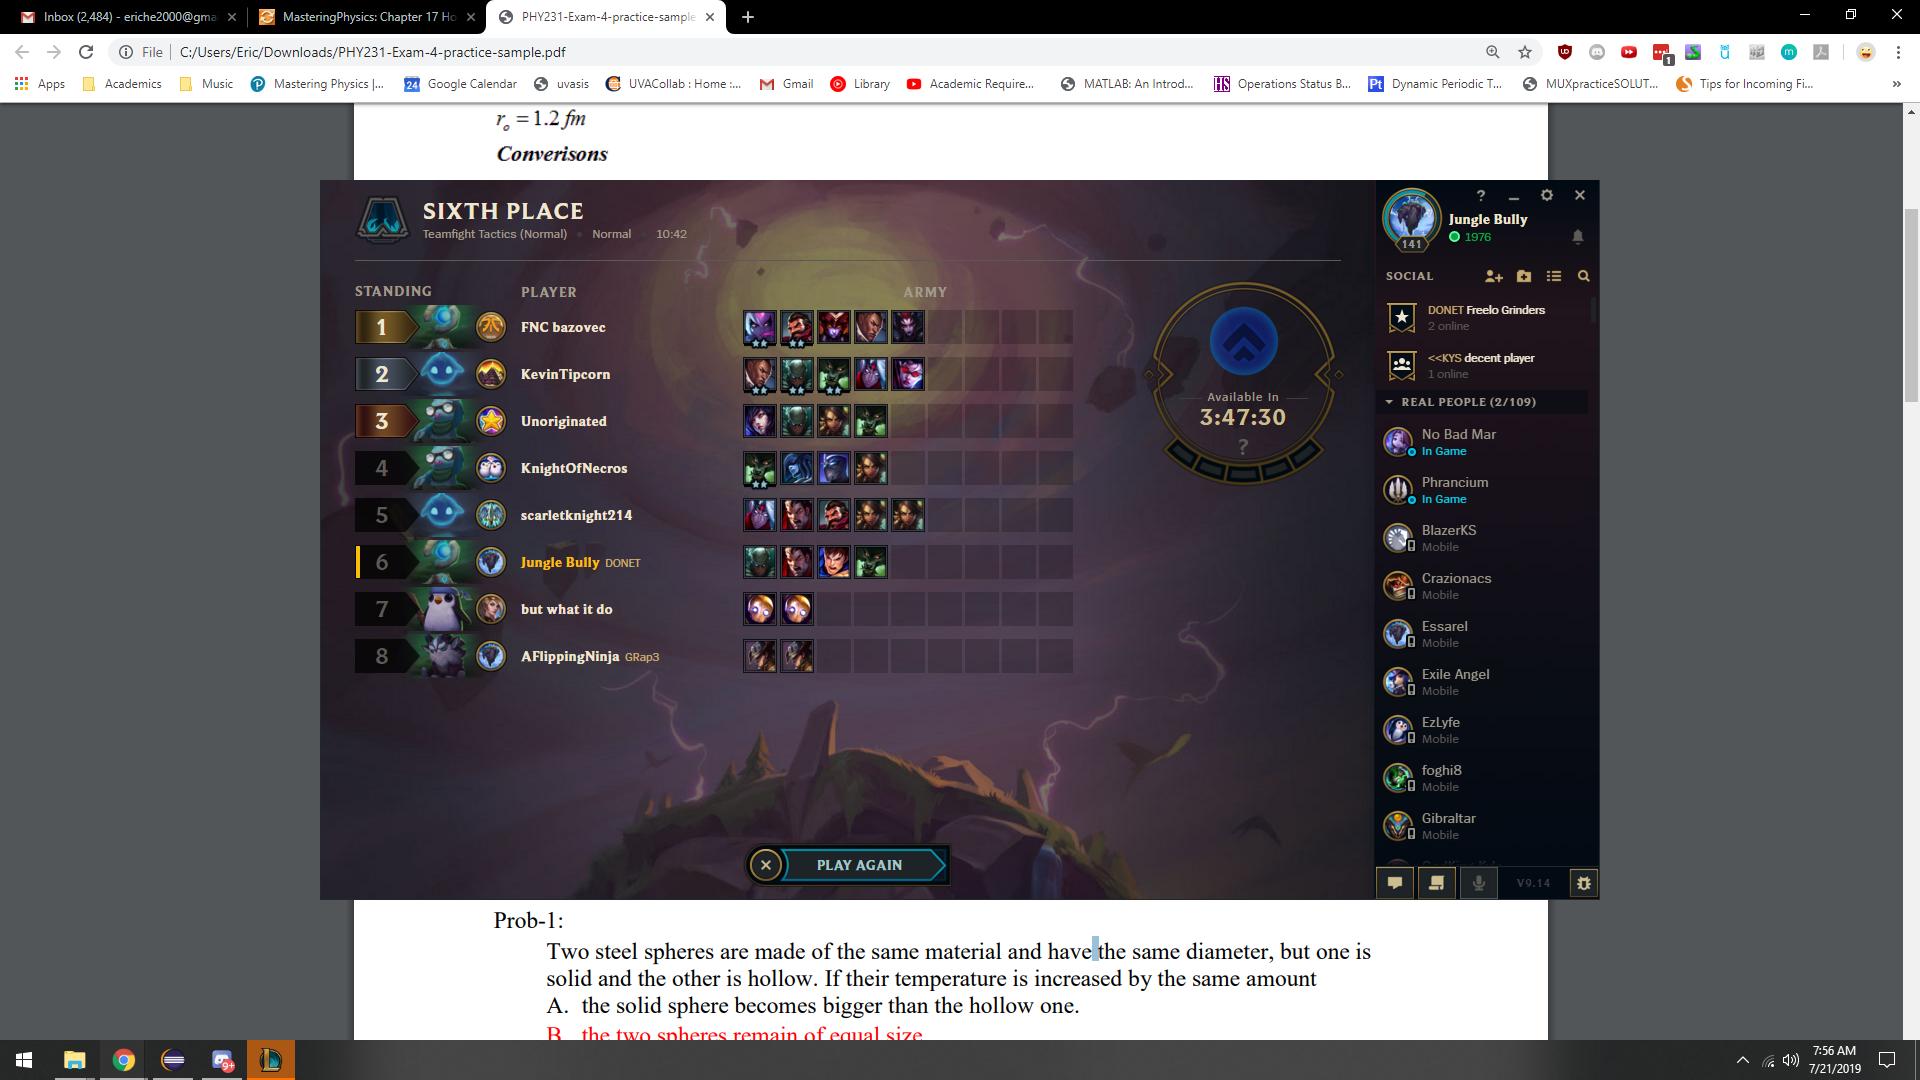 Inbox (2,484) - eriche2000@gma
MasteringPhysics: Chapter 17 Ho
PHY231-Exam-4-practice-sample
File
C:/Users/Eric/Downloads/PHY231-Exam-4-practice-sample.pdf
1
Apps
Academics
Music
Mastering Physics |...
24
Google Calendar
uvasis
UVACollab : Home :...
Gmail
Library
Academic Require...
MATLAB: An Introd...
HS
Operations Status B...
Pt
Dynamic Periodic T...
MUXpracticeSOLUT...
Tips for Incoming Fi...
»
r_o = 1.2 fm
Converisons
SIXTH PLACE
Teamfight Tactics (Normal) • Normal 10:42
STANDING PLAYER ARMY
1 FNC bazovec
2 KevinTipcorn
3 Unoriginated
4 KnightOfNecros
5 scarletknight214
6 Jungle Bully DONET
7 but what it do
8 AFlippingNinja GRap3
Available In
3:47:30
?
PLAY AGAIN
?
Jungle Bully
1976
141
SOCIAL
DONET Freelo Grinders
2 online
<<KYS decent player
1 online
REAL PEOPLE (2/109)
No Bad Mar
In Game
Phrancium
In Game
BlazerKS
Mobile
Crazionacs
Mobile
Essarel
Mobile
Exile Angel
Mobile
EzLyfe
Mobile
foghi8
Mobile
Gibraltar
Mobile
V9.14
Prob-1:
Two steel spheres are made of the same material and have the same diameter, but one is
solid and the other is hollow. If their temperature is increased by the same amount
A. the solid sphere becomes bigger than the hollow one.
B. the two spheres remain of equal size
9+
7:56 AM
7/21/2019